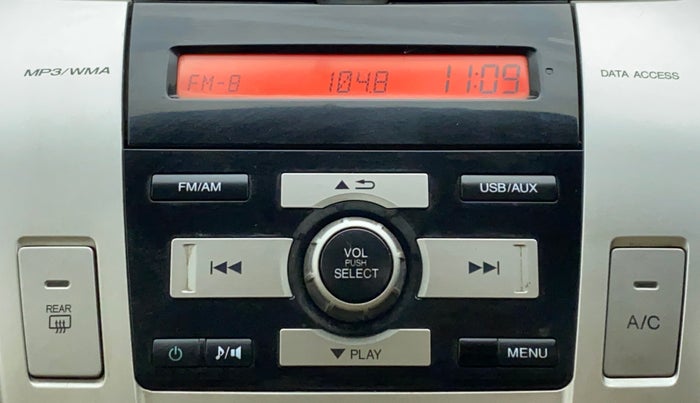 MP3/WMA
FM-8 104.8 11:09
DATA ACCESS
FM/AM
USB/AUX
VOL
PUSH
SELECT
REAR
A/C
PLAY
MENU